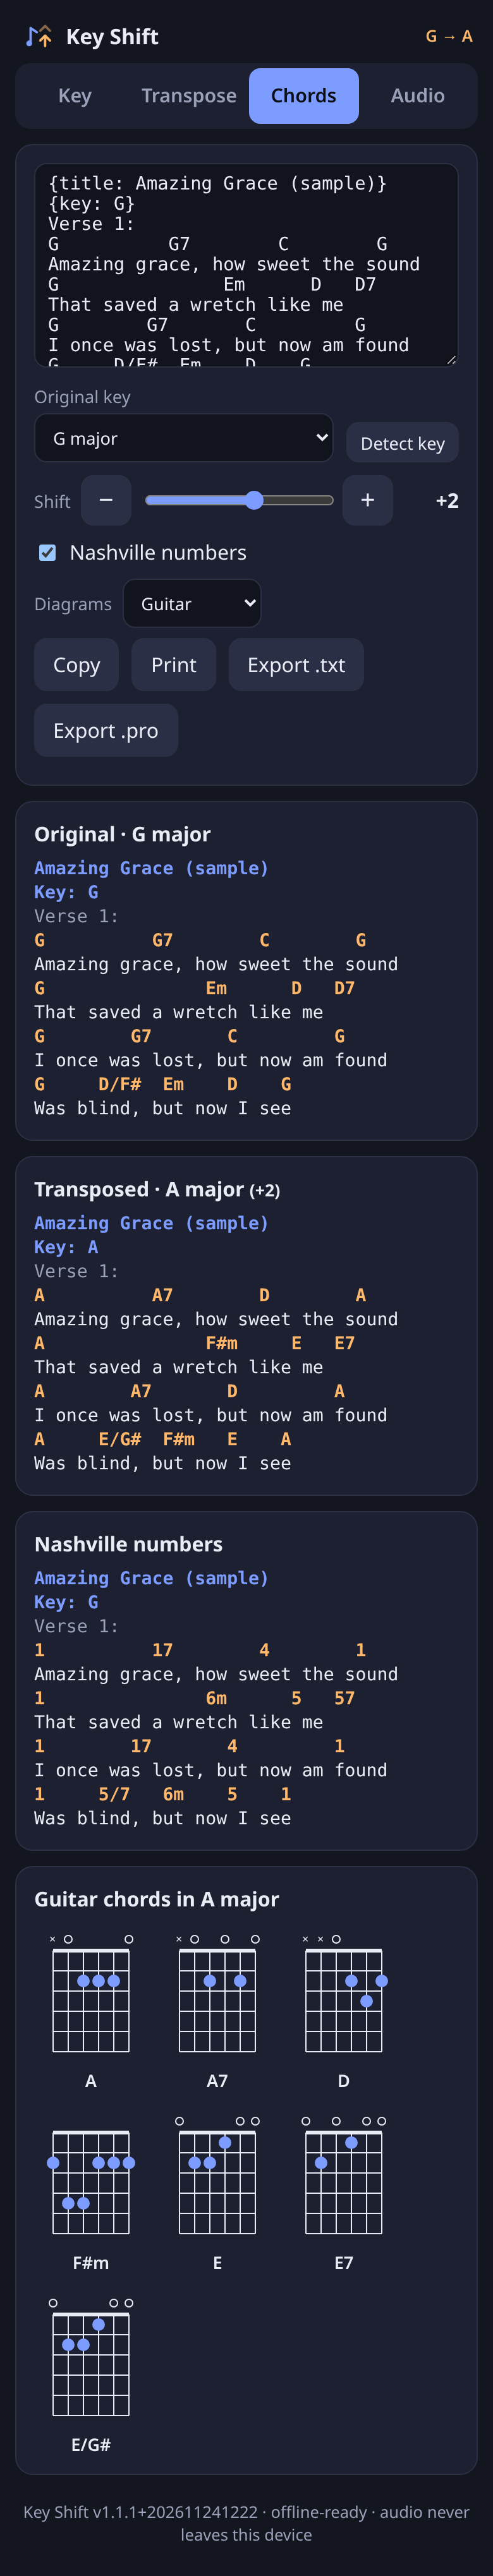 Key Shift
G → A
Key Transpose Chords Audio
{title: Amazing Grace (sample)}
{key: G}
Verse 1:
G          G7        C        G
Amazing grace, how sweet the sound
G               Em      D   D7
That saved a wretch like me
G        G7       C         G
I once was lost, but now am found
G     D/F#  Em    D    G
Original key
G major
Detect key
Shift − + +2
Nashville numbers
Diagrams Guitar
Copy Print Export .txt
Export .pro
Original · G major
Amazing Grace (sample)
Key: G
Verse 1:
G          G7        C        G
Amazing grace, how sweet the sound
G               Em      D   D7
That saved a wretch like me
G        G7       C         G
I once was lost, but now am found
G     D/F#  Em    D    G
Was blind, but now I see
Transposed · A major (+2)
Amazing Grace (sample)
Key: A
Verse 1:
A          A7        D        A
Amazing grace, how sweet the sound
A               F#m     E   E7
That saved a wretch like me
A        A7       D         A
I once was lost, but now am found
A     E/G#  F#m   E    A
Was blind, but now I see
Nashville numbers
Amazing Grace (sample)
Key: G
Verse 1:
1          17        4        1
Amazing grace, how sweet the sound
1               6m      5   57
That saved a wretch like me
1        17       4         1
I once was lost, but now am found
1     5/7   6m    5    1
Was blind, but now I see
Guitar chords in A major
A A7 D
F#m E E7
E/G#
Key Shift v1.1.1+202611241222 · offline-ready · audio never
leaves this device